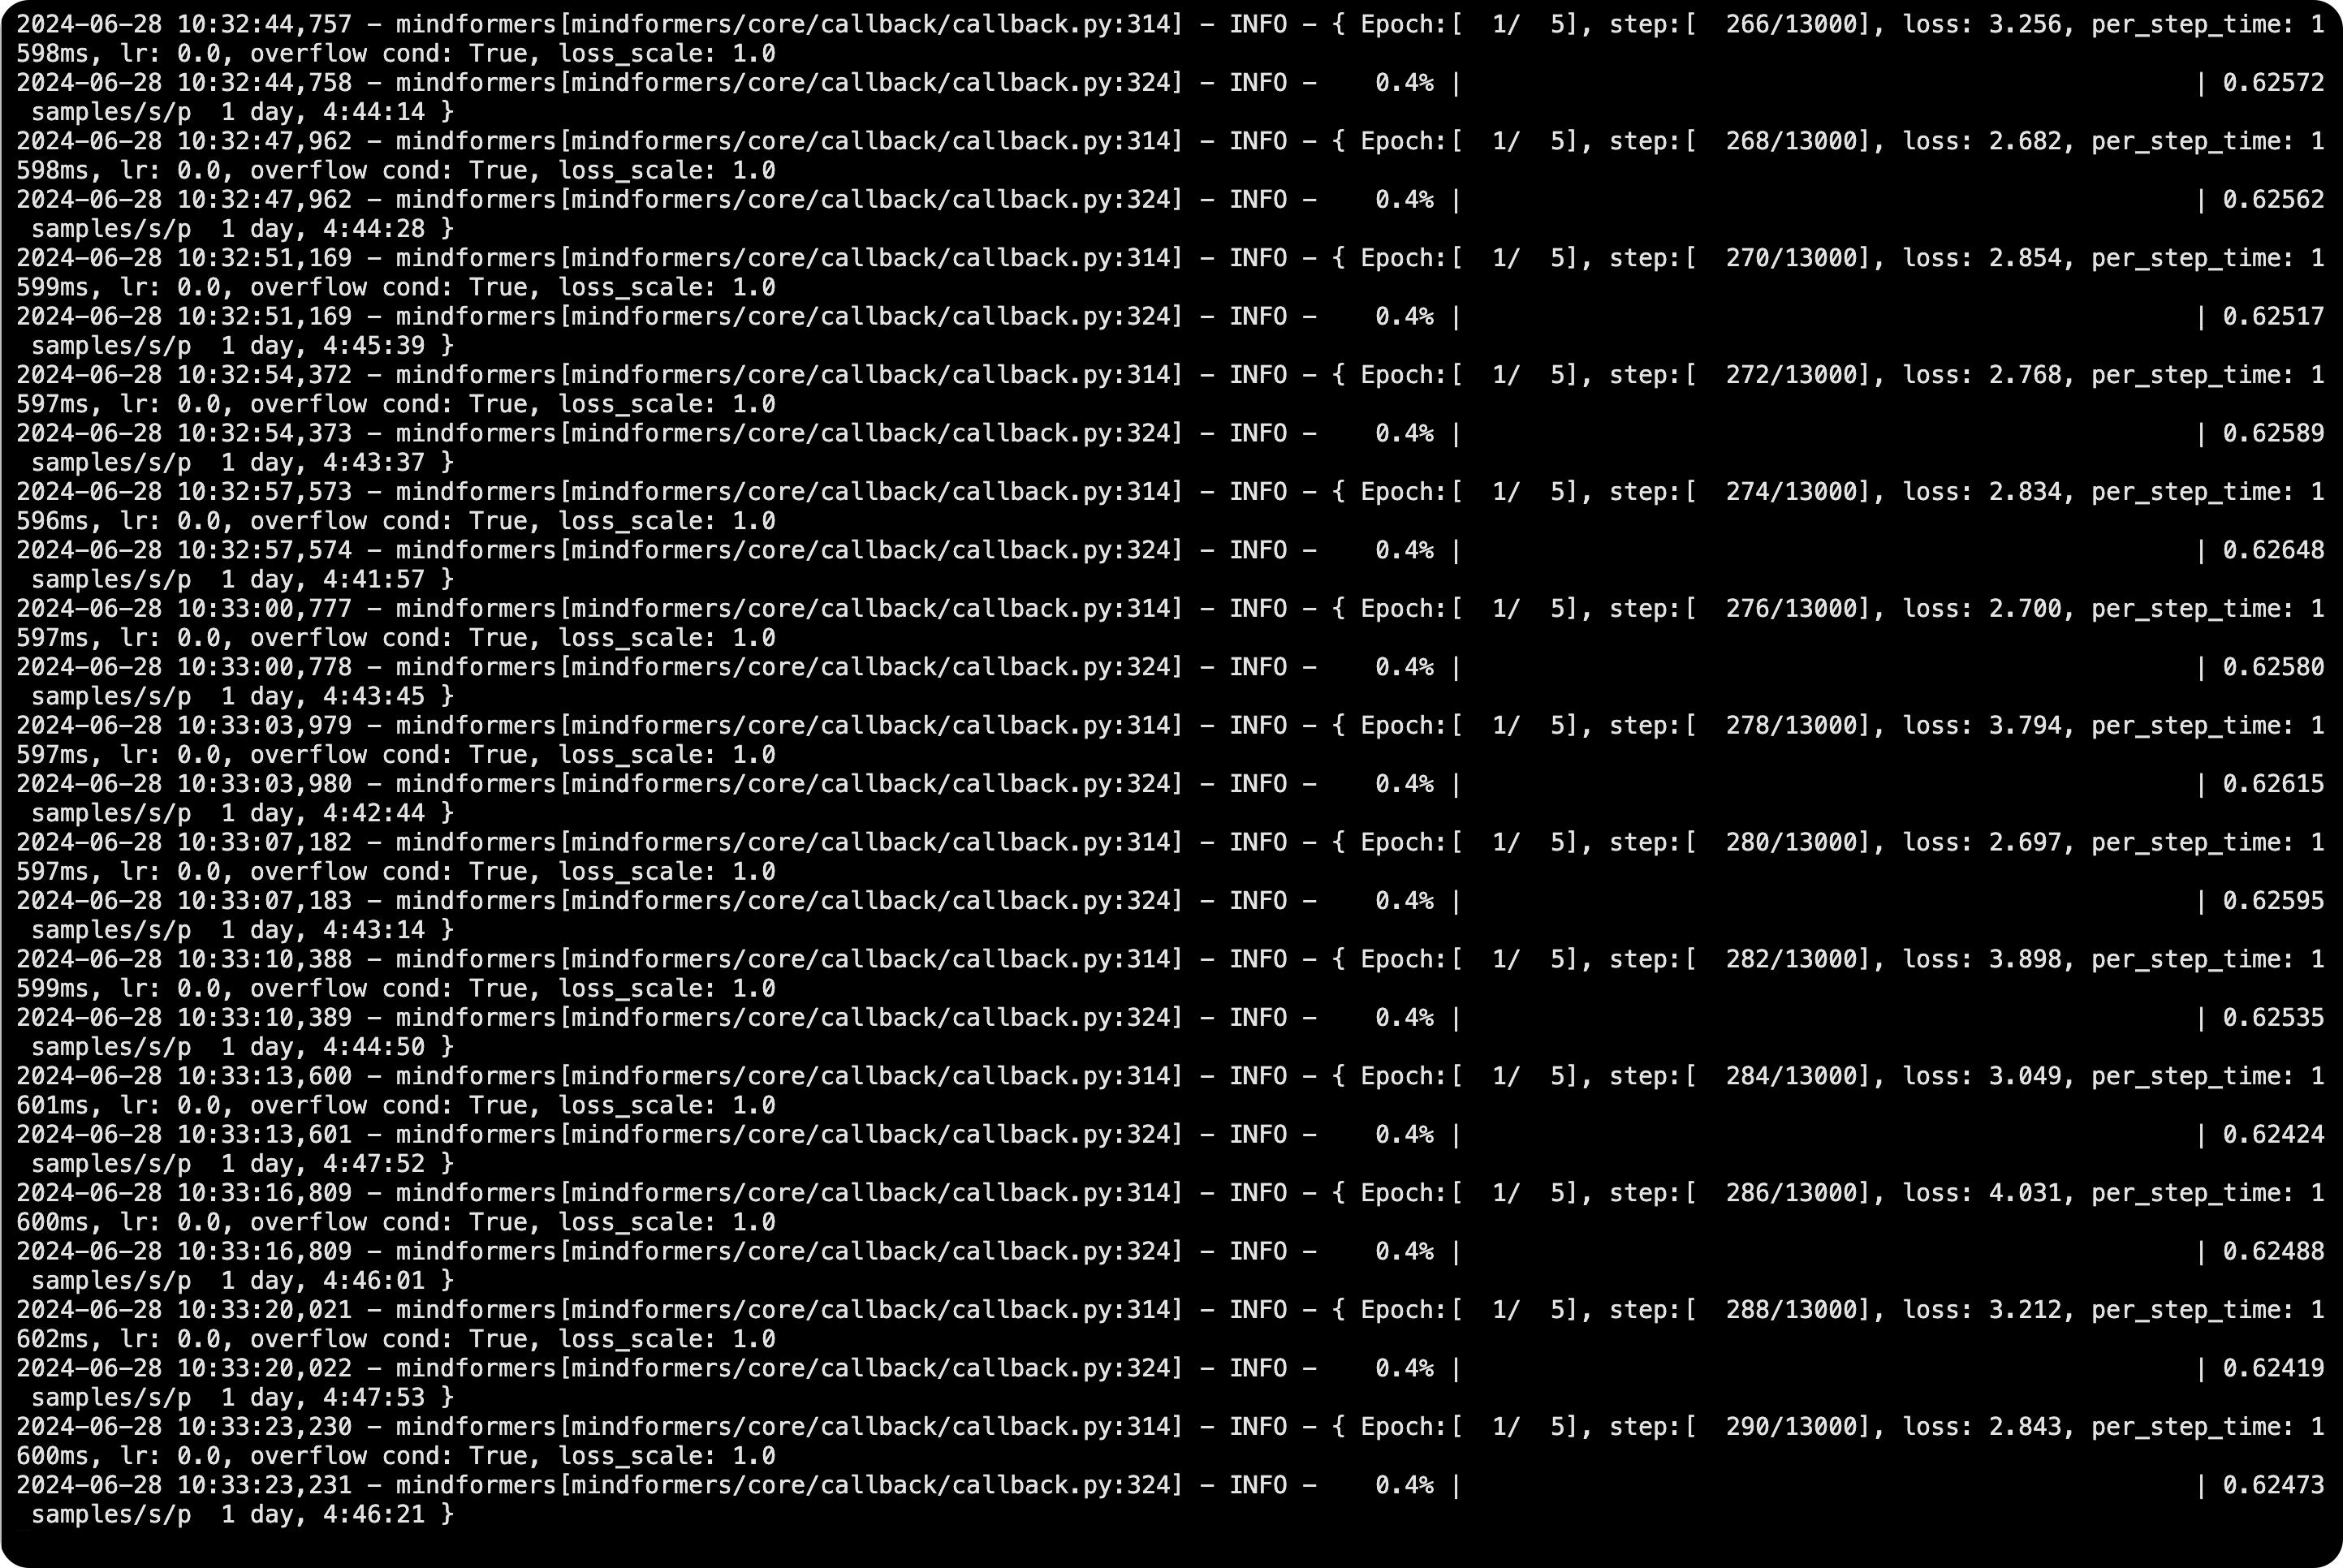 2024-06-28 10:32:44,757 - mindformers[mindformers/core/callback/callback.py:314] - INFO - { Epoch:[  1/  5], step:[  266/13000], loss: 3.256, per_step_time: 1
598ms, lr: 0.0, overflow cond: True, loss_scale: 1.0
2024-06-28 10:32:44,758 - mindformers[mindformers/core/callback/callback.py:324] - INFO -    0.4% |                                                  | 0.62572
 samples/s/p  1 day, 4:44:14 }
2024-06-28 10:32:47,962 - mindformers[mindformers/core/callback/callback.py:314] - INFO - { Epoch:[  1/  5], step:[  268/13000], loss: 2.682, per_step_time: 1
598ms, lr: 0.0, overflow cond: True, loss_scale: 1.0
2024-06-28 10:32:47,962 - mindformers[mindformers/core/callback/callback.py:324] - INFO -    0.4% |                                                  | 0.62562
 samples/s/p  1 day, 4:44:28 }
2024-06-28 10:32:51,169 - mindformers[mindformers/core/callback/callback.py:314] - INFO - { Epoch:[  1/  5], step:[  270/13000], loss: 2.854, per_step_time: 1
599ms, lr: 0.0, overflow cond: True, loss_scale: 1.0
2024-06-28 10:32:51,169 - mindformers[mindformers/core/callback/callback.py:324] - INFO -    0.4% |                                                  | 0.62517
 samples/s/p  1 day, 4:45:39 }
2024-06-28 10:32:54,372 - mindformers[mindformers/core/callback/callback.py:314] - INFO - { Epoch:[  1/  5], step:[  272/13000], loss: 2.768, per_step_time: 1
597ms, lr: 0.0, overflow cond: True, loss_scale: 1.0
2024-06-28 10:32:54,373 - mindformers[mindformers/core/callback/callback.py:324] - INFO -    0.4% |                                                  | 0.62589
 samples/s/p  1 day, 4:43:37 }
2024-06-28 10:32:57,573 - mindformers[mindformers/core/callback/callback.py:314] - INFO - { Epoch:[  1/  5], step:[  274/13000], loss: 2.834, per_step_time: 1
596ms, lr: 0.0, overflow cond: True, loss_scale: 1.0
2024-06-28 10:32:57,574 - mindformers[mindformers/core/callback/callback.py:324] - INFO -    0.4% |                                                  | 0.62648
 samples/s/p  1 day, 4:41:57 }
2024-06-28 10:33:00,777 - mindformers[mindformers/core/callback/callback.py:314] - INFO - { Epoch:[  1/  5], step:[  276/13000], loss: 2.700, per_step_time: 1
597ms, lr: 0.0, overflow cond: True, loss_scale: 1.0
2024-06-28 10:33:00,778 - mindformers[mindformers/core/callback/callback.py:324] - INFO -    0.4% |                                                  | 0.62580
 samples/s/p  1 day, 4:43:45 }
2024-06-28 10:33:03,979 - mindformers[mindformers/core/callback/callback.py:314] - INFO - { Epoch:[  1/  5], step:[  278/13000], loss: 3.794, per_step_time: 1
597ms, lr: 0.0, overflow cond: True, loss_scale: 1.0
2024-06-28 10:33:03,980 - mindformers[mindformers/core/callback/callback.py:324] - INFO -    0.4% |                                                  | 0.62615
 samples/s/p  1 day, 4:42:44 }
2024-06-28 10:33:07,182 - mindformers[mindformers/core/callback/callback.py:314] - INFO - { Epoch:[  1/  5], step:[  280/13000], loss: 2.697, per_step_time: 1
597ms, lr: 0.0, overflow cond: True, loss_scale: 1.0
2024-06-28 10:33:07,183 - mindformers[mindformers/core/callback/callback.py:324] - INFO -    0.4% |                                                  | 0.62595
 samples/s/p  1 day, 4:43:14 }
2024-06-28 10:33:10,388 - mindformers[mindformers/core/callback/callback.py:314] - INFO - { Epoch:[  1/  5], step:[  282/13000], loss: 3.898, per_step_time: 1
599ms, lr: 0.0, overflow cond: True, loss_scale: 1.0
2024-06-28 10:33:10,389 - mindformers[mindformers/core/callback/callback.py:324] - INFO -    0.4% |                                                  | 0.62535
 samples/s/p  1 day, 4:44:50 }
2024-06-28 10:33:13,600 - mindformers[mindformers/core/callback/callback.py:314] - INFO - { Epoch:[  1/  5], step:[  284/13000], loss: 3.049, per_step_time: 1
601ms, lr: 0.0, overflow cond: True, loss_scale: 1.0
2024-06-28 10:33:13,601 - mindformers[mindformers/core/callback/callback.py:324] - INFO -    0.4% |                                                  | 0.62424
 samples/s/p  1 day, 4:47:52 }
2024-06-28 10:33:16,809 - mindformers[mindformers/core/callback/callback.py:314] - INFO - { Epoch:[  1/  5], step:[  286/13000], loss: 4.031, per_step_time: 1
600ms, lr: 0.0, overflow cond: True, loss_scale: 1.0
2024-06-28 10:33:16,809 - mindformers[mindformers/core/callback/callback.py:324] - INFO -    0.4% |                                                  | 0.62488
 samples/s/p  1 day, 4:46:01 }
2024-06-28 10:33:20,021 - mindformers[mindformers/core/callback/callback.py:314] - INFO - { Epoch:[  1/  5], step:[  288/13000], loss: 3.212, per_step_time: 1
602ms, lr: 0.0, overflow cond: True, loss_scale: 1.0
2024-06-28 10:33:20,022 - mindformers[mindformers/core/callback/callback.py:324] - INFO -    0.4% |                                                  | 0.62419
 samples/s/p  1 day, 4:47:53 }
2024-06-28 10:33:23,230 - mindformers[mindformers/core/callback/callback.py:314] - INFO - { Epoch:[  1/  5], step:[  290/13000], loss: 2.843, per_step_time: 1
600ms, lr: 0.0, overflow cond: True, loss_scale: 1.0
2024-06-28 10:33:23,231 - mindformers[mindformers/core/callback/callback.py:324] - INFO -    0.4% |                                                  | 0.62473
 samples/s/p  1 day, 4:46:21 }